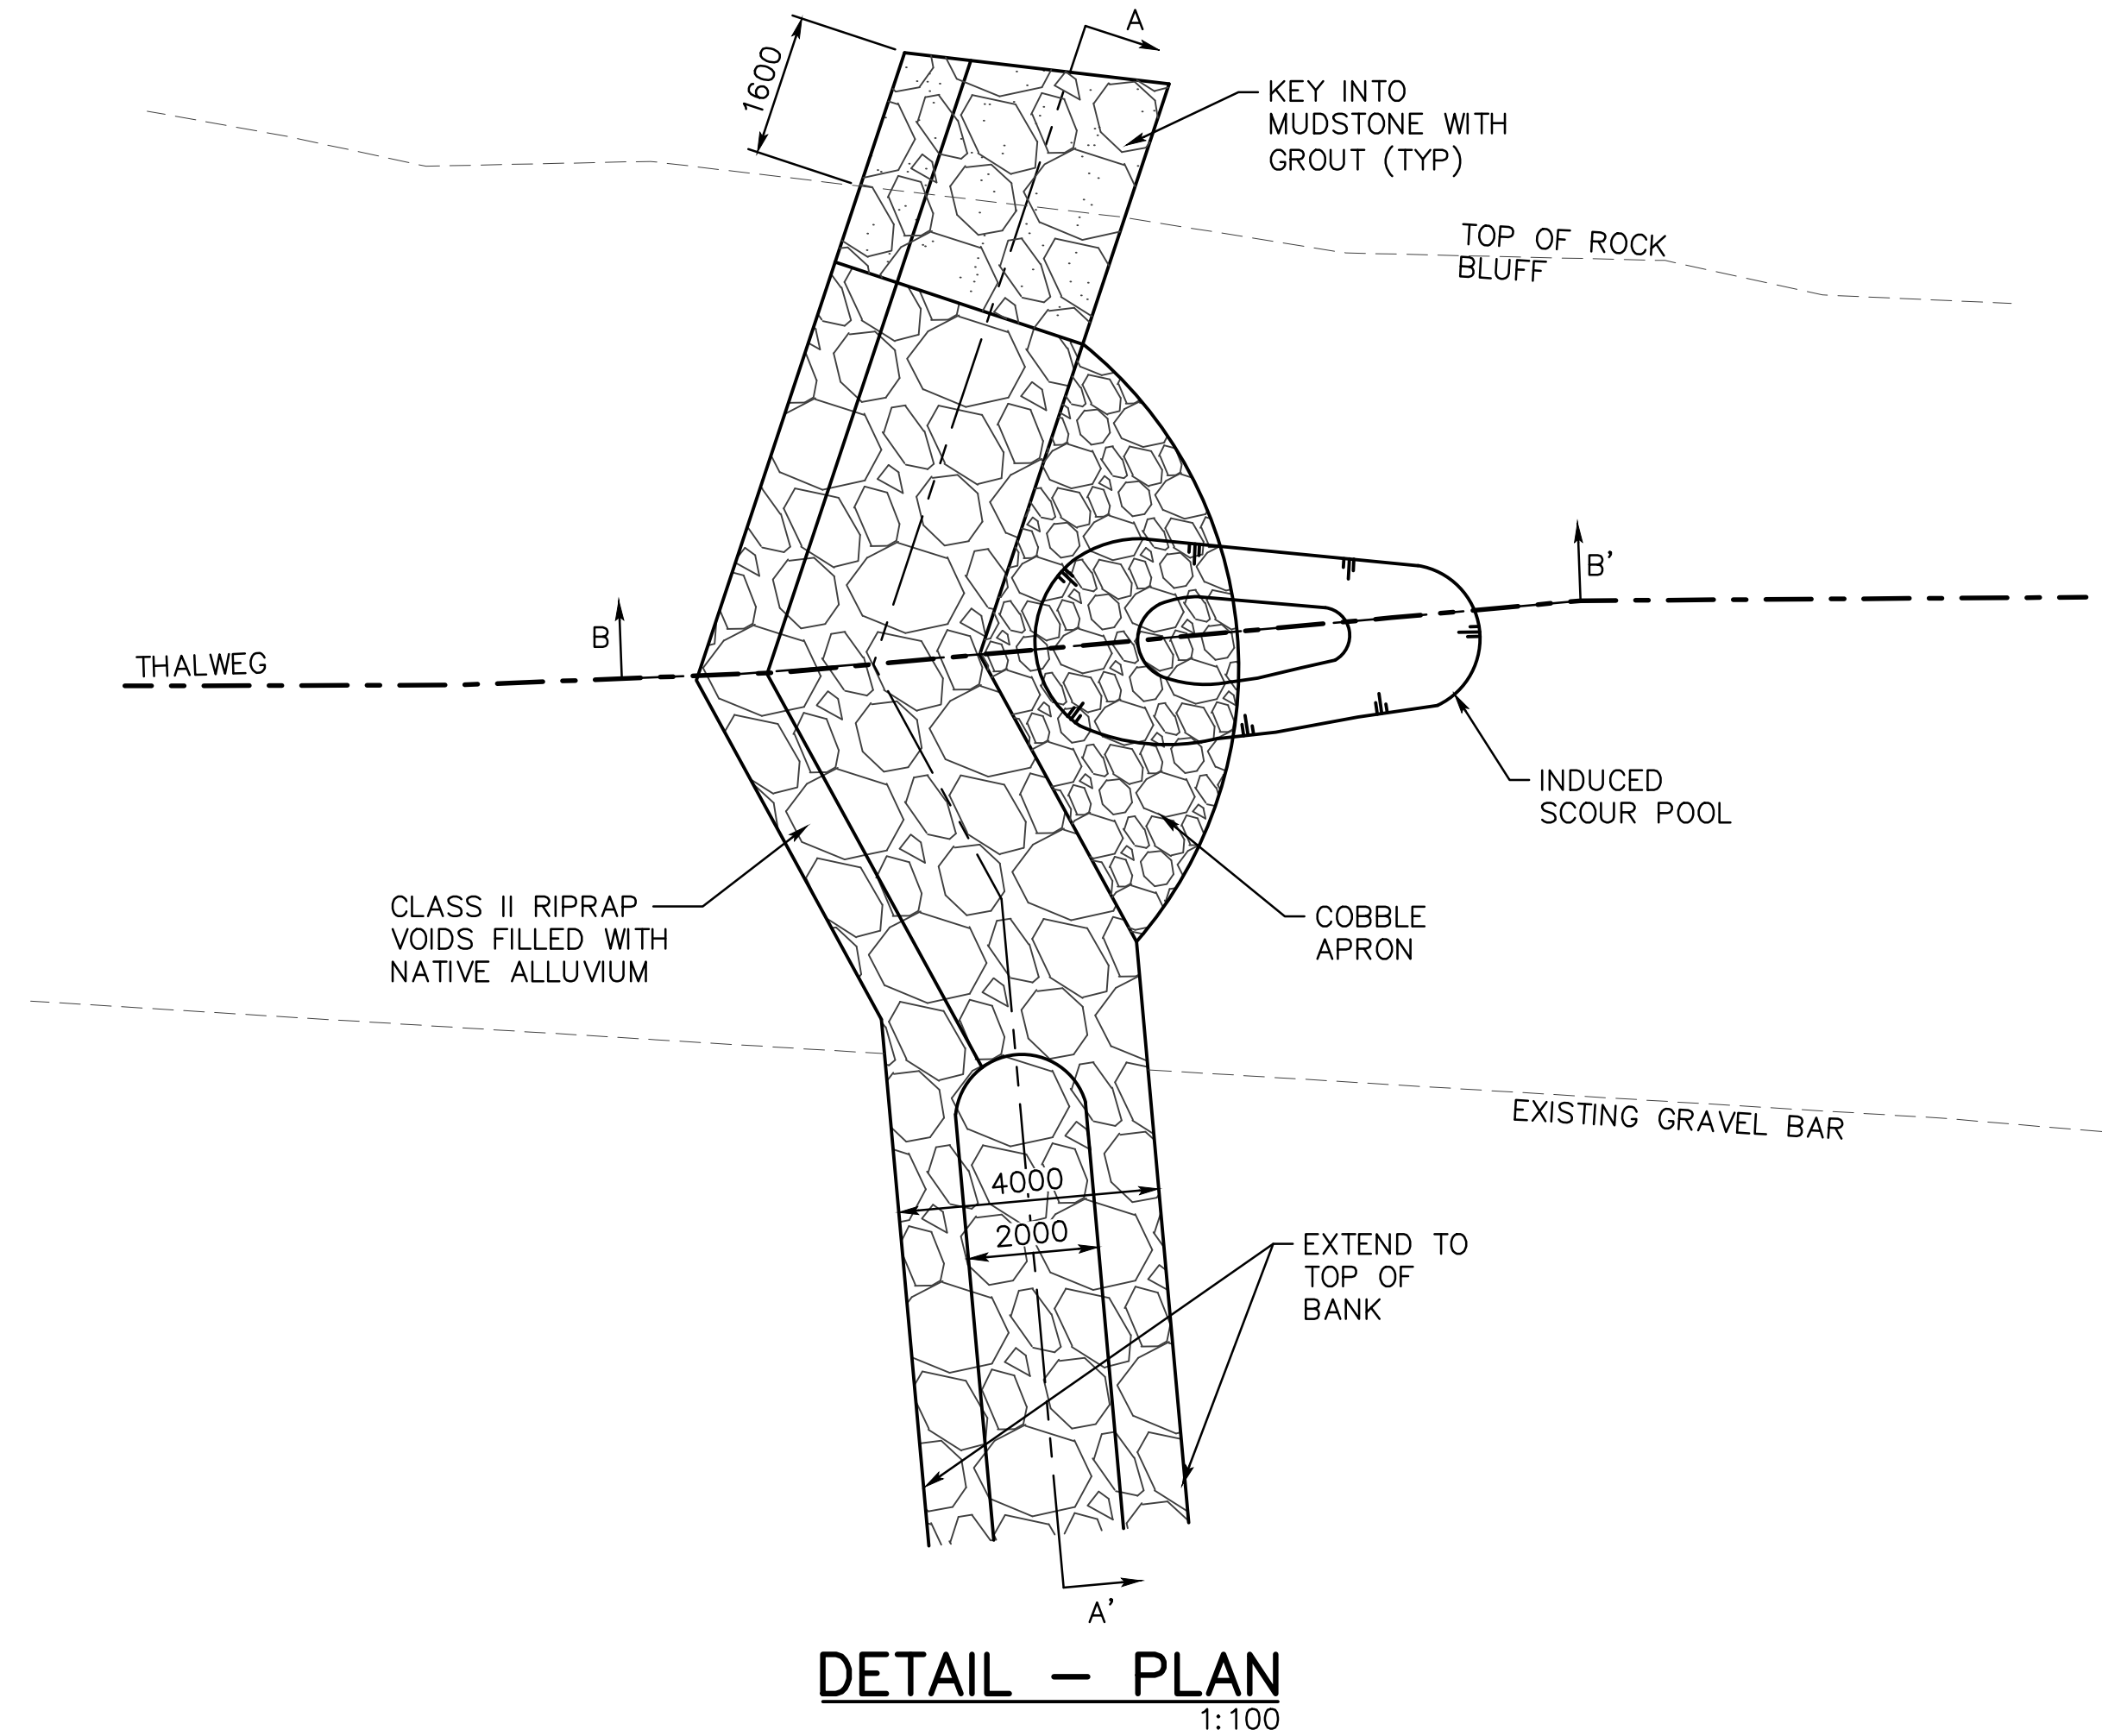 A
1600
KEY INTO
MUDSTONE WITH
GROUT (TYP)
TOP OF ROCK
BLUFF
B'
B
THALWEG
INDUCED
SCOUR POOL
CLASS II RIPRAP
VOIDS FILLED WITH
NATIVE ALLUVIUM
COBBLE
APRON
EXISTING GRAVEL BAR
4000
2000
EXTEND TO
TOP OF
BANK
A'
DETAIL - PLAN
1:100